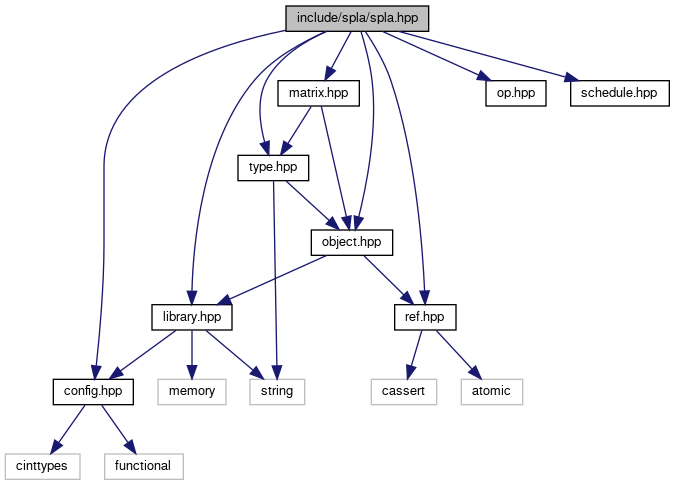 include/spla/spla.hpp
matrix.hpp
op.hpp
schedule.hpp
type.hpp
object.hpp
library.hpp
ref.hpp
config.hpp
memory
string
cassert
atomic
cinttypes
functional